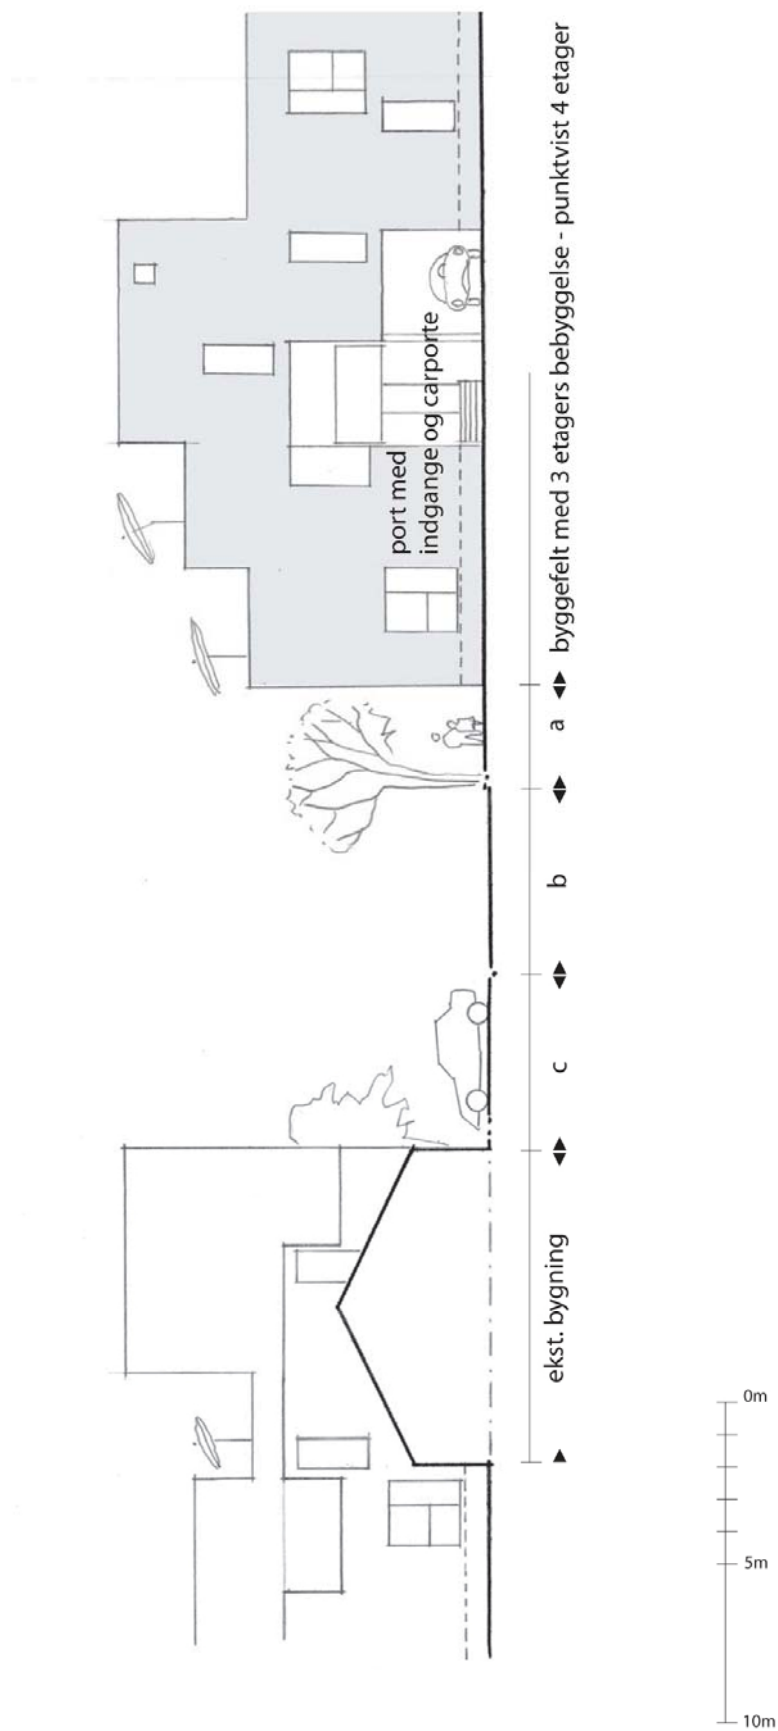 port med
indgange og carporte
ekst. bygning
c
b
a
byggefelt med 3 etagers bebyggelse - punktvist 4 etager
0m
5m
10m